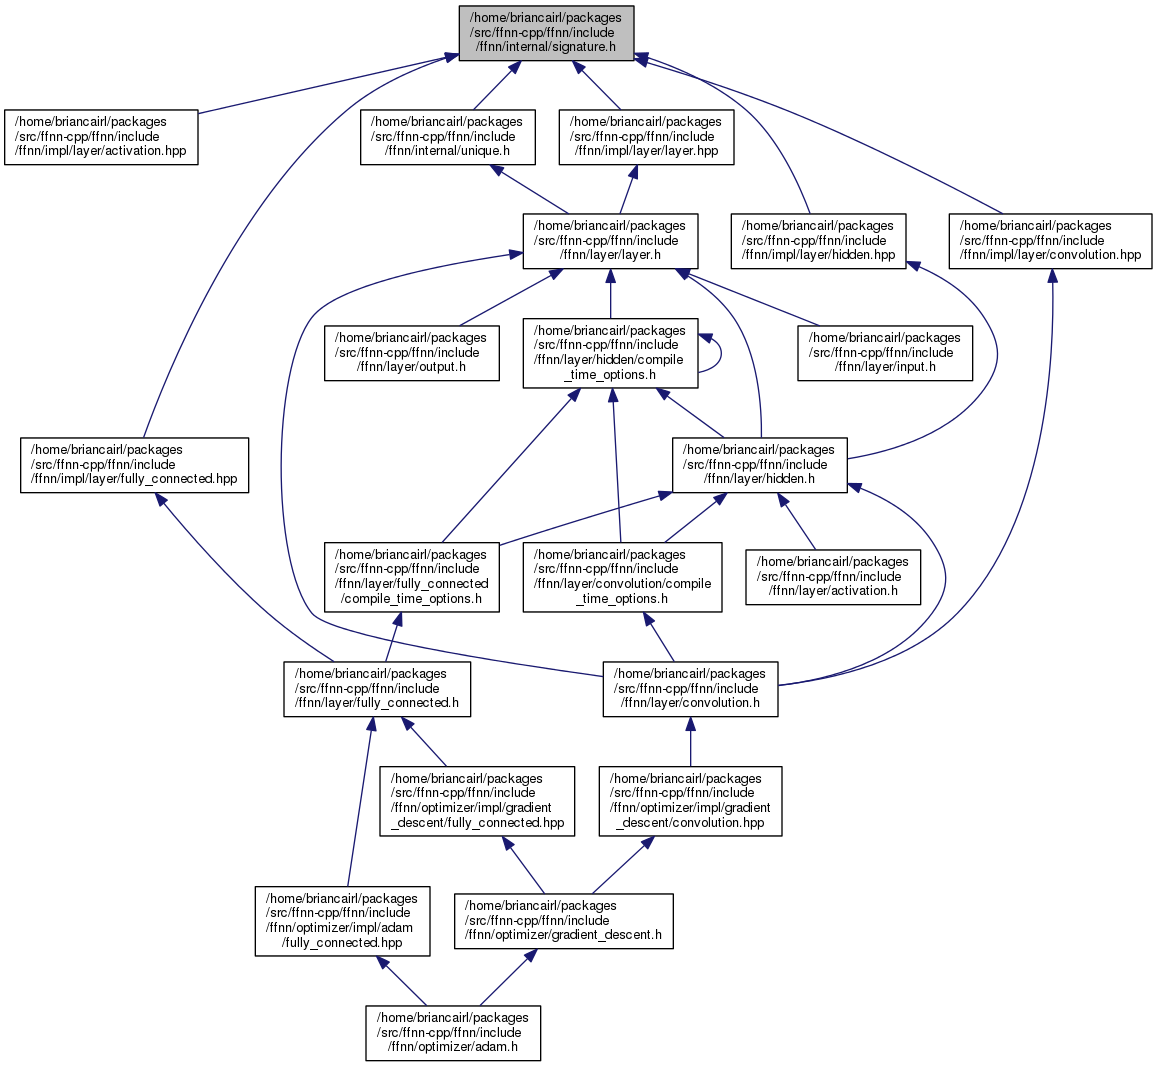 /home/briancairl/packages
/src/ffnn-cpp/ffnn/include
/ffnn/internal/signature.h
/home/briancairl/packages
/src/ffnn-cpp/ffnn/include
/ffnn/impl/layer/activation.hpp
/home/briancairl/packages
/src/ffnn-cpp/ffnn/include
/ffnn/internal/unique.h
/home/briancairl/packages
/src/ffnn-cpp/ffnn/include
/ffnn/impl/layer/layer.hpp
/home/briancairl/packages
/src/ffnn-cpp/ffnn/include
/ffnn/layer/layer.h
/home/briancairl/packages
/src/ffnn-cpp/ffnn/include
/ffnn/impl/layer/hidden.hpp
/home/briancairl/packages
/src/ffnn-cpp/ffnn/include
/ffnn/impl/layer/convolution.hpp
/home/briancairl/packages
/src/ffnn-cpp/ffnn/include
/ffnn/layer/output.h
/home/briancairl/packages
/src/ffnn-cpp/ffnn/include
/ffnn/layer/hidden/compile
_time_options.h
/home/briancairl/packages
/src/ffnn-cpp/ffnn/include
/ffnn/layer/input.h
/home/briancairl/packages
/src/ffnn-cpp/ffnn/include
/ffnn/impl/layer/fully_connected.hpp
/home/briancairl/packages
/src/ffnn-cpp/ffnn/include
/ffnn/layer/hidden.h
/home/briancairl/packages
/src/ffnn-cpp/ffnn/include
/ffnn/layer/fully_connected
/compile_time_options.h
/home/briancairl/packages
/src/ffnn-cpp/ffnn/include
/ffnn/layer/convolution/compile
_time_options.h
/home/briancairl/packages
/src/ffnn-cpp/ffnn/include
/ffnn/layer/activation.h
/home/briancairl/packages
/src/ffnn-cpp/ffnn/include
/ffnn/layer/fully_connected.h
/home/briancairl/packages
/src/ffnn-cpp/ffnn/include
/ffnn/layer/convolution.h
/home/briancairl/packages
/src/ffnn-cpp/ffnn/include
/ffnn/optimizer/impl/gradient
_descent/fully_connected.hpp
/home/briancairl/packages
/src/ffnn-cpp/ffnn/include
/ffnn/optimizer/impl/gradient
_descent/convolution.hpp
/home/briancairl/packages
/src/ffnn-cpp/ffnn/include
/ffnn/optimizer/impl/adam
/fully_connected.hpp
/home/briancairl/packages
/src/ffnn-cpp/ffnn/include
/ffnn/optimizer/gradient_descent.h
/home/briancairl/packages
/src/ffnn-cpp/ffnn/include
/ffnn/optimizer/adam.h